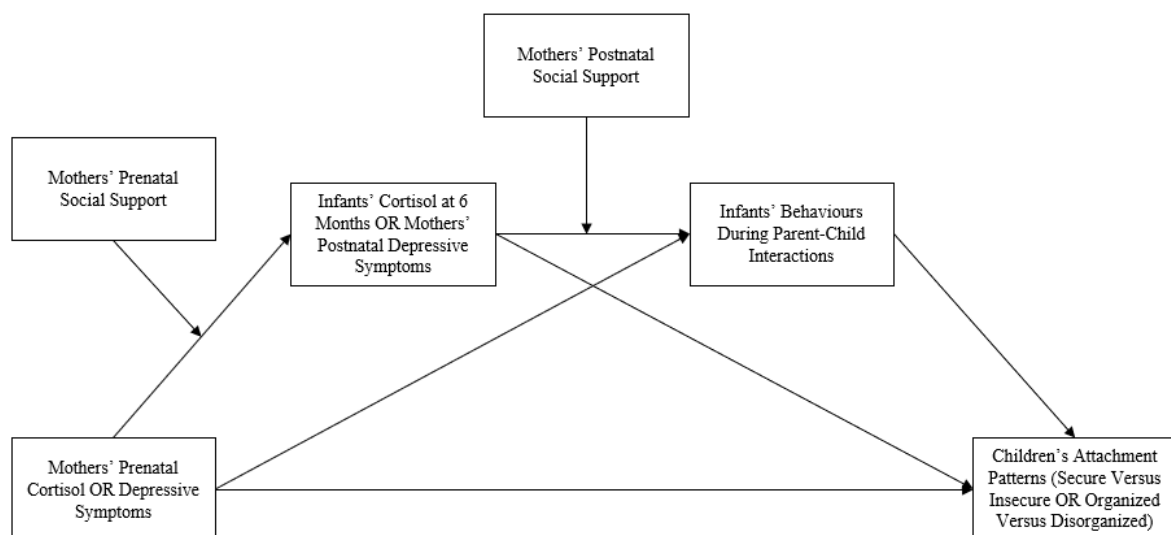 Mothers’ Postnatal
Social Support
Mothers’ Prenatal
Social Support
Infants’ Cortisol at 6
Months OR Mothers’
Postnatal Depressive
Symptoms
Infants’ Behaviours
During Parent-Child
Interactions
Mothers’ Prenatal
Cortisol OR Depressive
Symptoms
Children’s Attachment
Patterns (Secure Versus
Insecure OR Organized
Versus Disorganized)